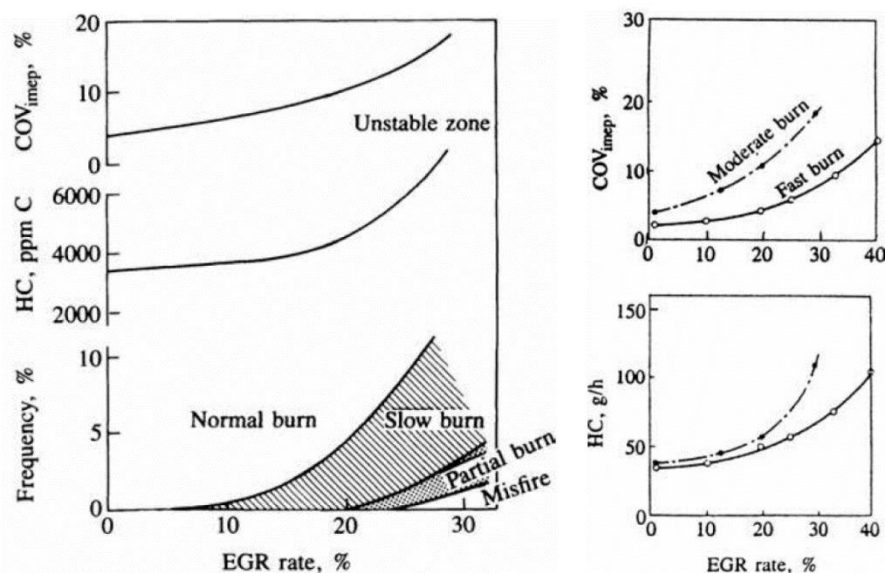 20
10
0
COV_imep, %
Unstable zone
6000
4000
2000
HC, ppm C
10
5
0
Frequency, %
Normal burn
Slow burn
Partial burn
Misfire
0 10 20 30
EGR rate, %
30
20
10
0
COV_imep, %
Moderate burn
Fast burn
0 10 20 30 40
150
100
50
0
HC, g/h
0 10 20 30 40
EGR rate, %